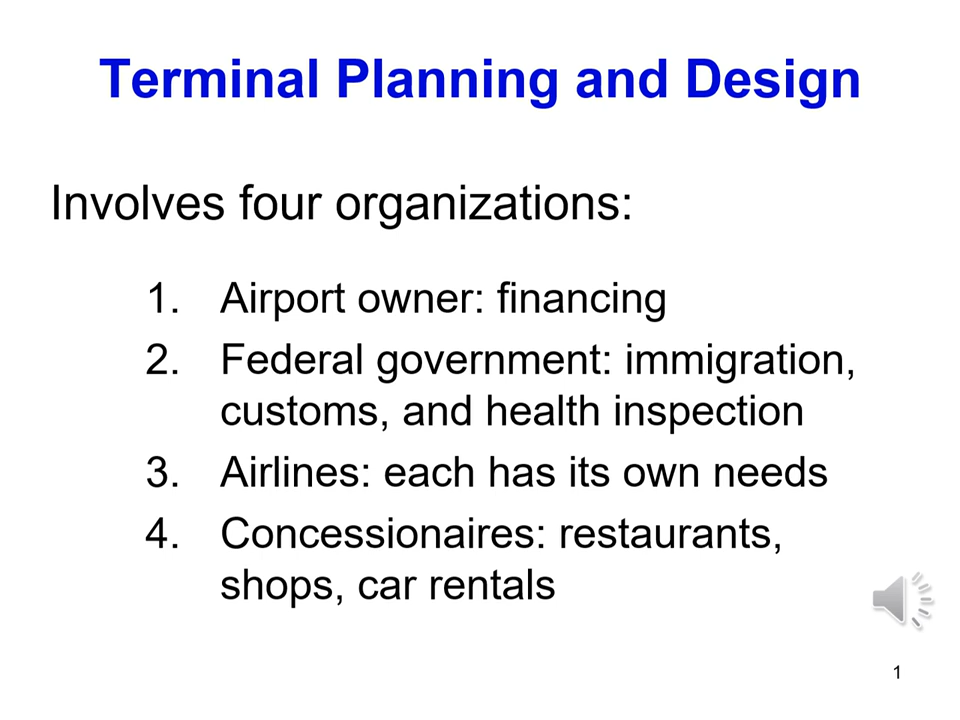 Terminal Planning and Design
Involves four organizations:
1. Airport owner: financing
2. Federal government: immigration,
customs, and health inspection
3. Airlines: each has its own needs
4. Concessionaires: restaurants,
shops, car rentals
1